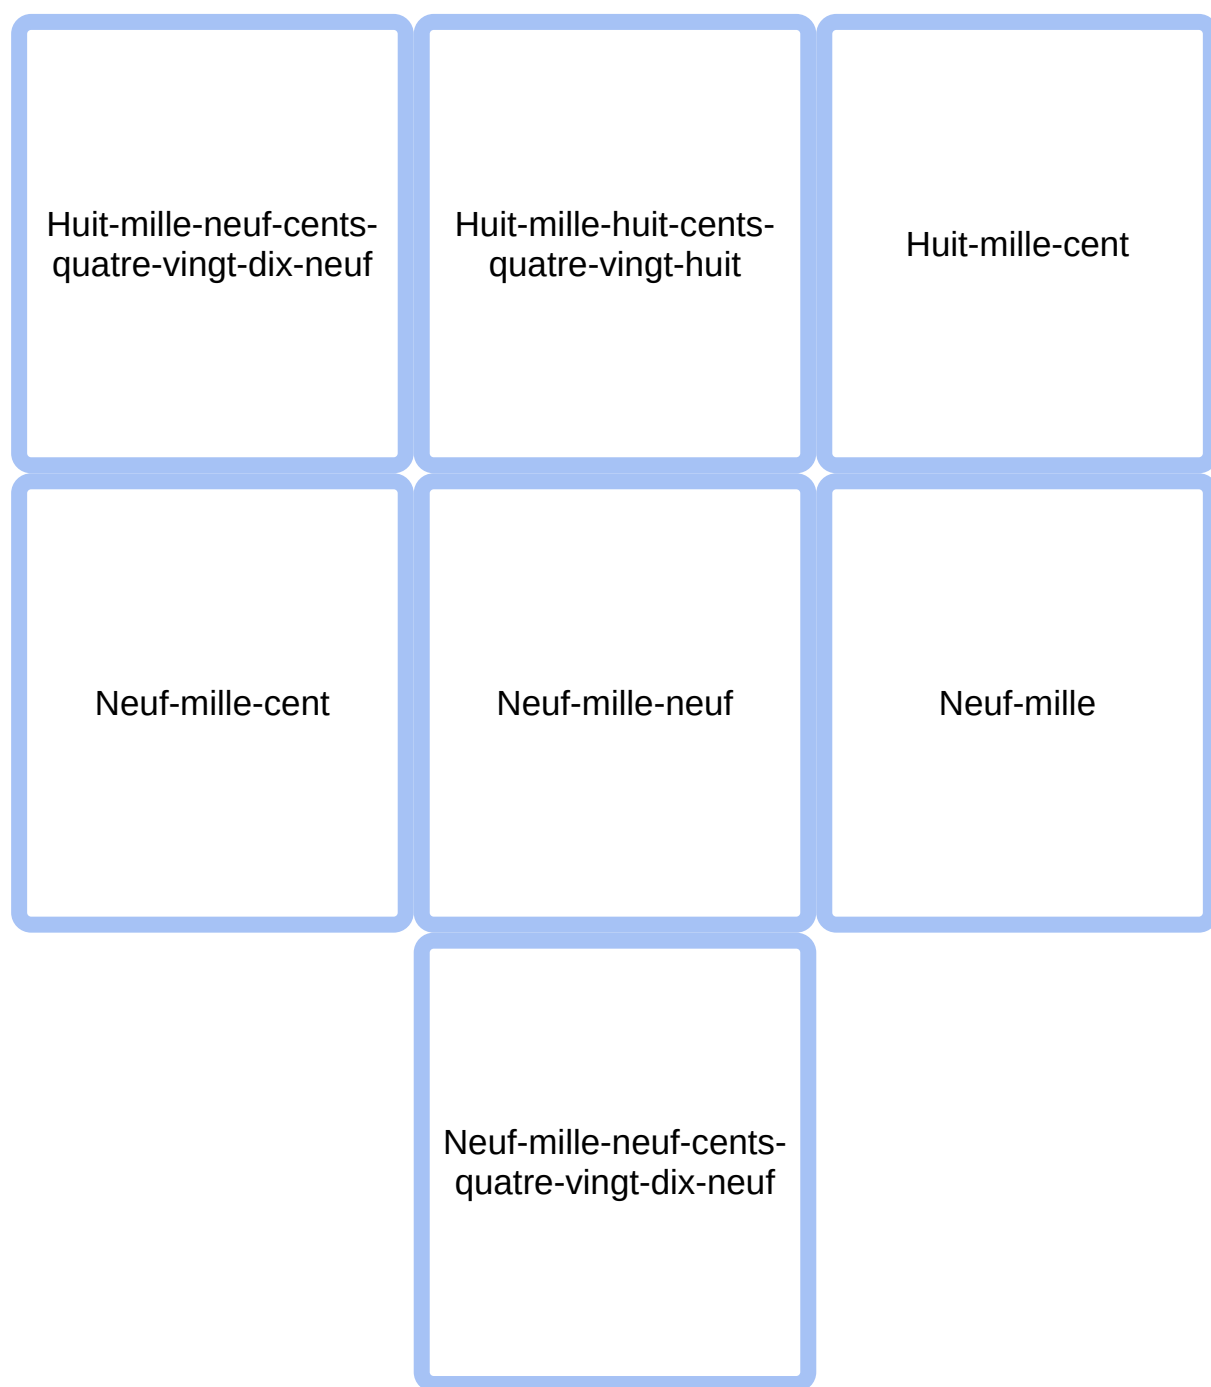 Huit-mille-neuf-cents-
quatre-vingt-dix-neuf
Huit-mille-huit-cents-
quatre-vingt-huit
Huit-mille-cent
Neuf-mille-cent
Neuf-mille-neuf
Neuf-mille
Neuf-mille-neuf-cents-
quatre-vingt-dix-neuf